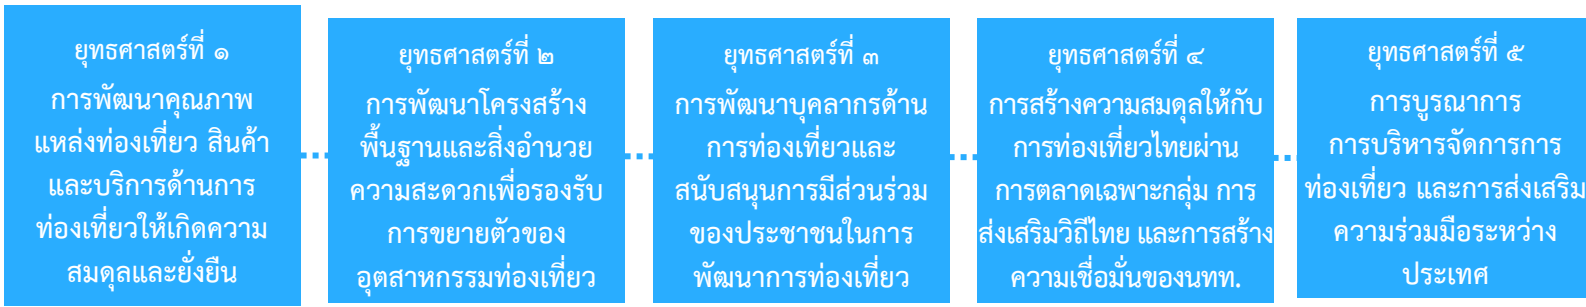 ยุทธศาสตร์ที่ ๑
การพัฒนาคุณภาพ
แหล่งท่องเที่ยว สินค้า
และบริการด้านการ
ท่องเที่ยวให้เกิดความ
สมดุลและยั่งยืน
ยุทธศาสตร์ที่ ๒
การพัฒนาโครงสร้าง
พื้นฐานและสิ่งอำนวย
ความสะดวกเพื่อรองรับ
การขยายตัวของ
อุตสาหกรรมท่องเที่ยว
ยุทธศาสตร์ที่ ๓
การพัฒนาบุคลากรด้าน
การท่องเที่ยวและ
สนับสนุนการมีส่วนร่วม
ของประชาชนในการ
พัฒนาการท่องเที่ยว
ยุทธศาสตร์ที่ ๔
การสร้างความสมดุลให้กับ
การท่องเที่ยวไทยผ่าน
การตลาดเฉพาะกลุ่ม การ
ส่งเสริมวิถีไทย และการสร้าง
ความเชื่อมั่นของนทท.
ยุทธศาสตร์ที่ ๕
การบูรณาการ
การบริหารจัดการการ
ท่องเที่ยว และการส่งเสริม
ความร่วมมือระหว่าง
ประเทศ